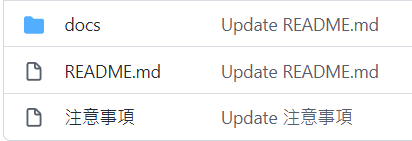 docs Update README.md
README.md Update README.md
注意事項 Update 注意事項